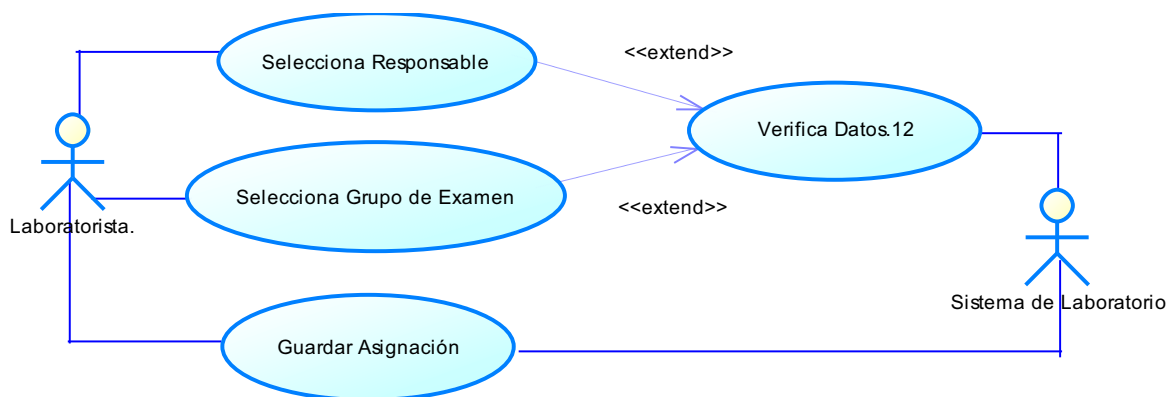 Selecciona Responsable
<<extend>>
Verifica Datos.12
Selecciona Grupo de Examen
<<extend>>
Laboratorista.
Sistema de Laboratorio
Guardar Asignación